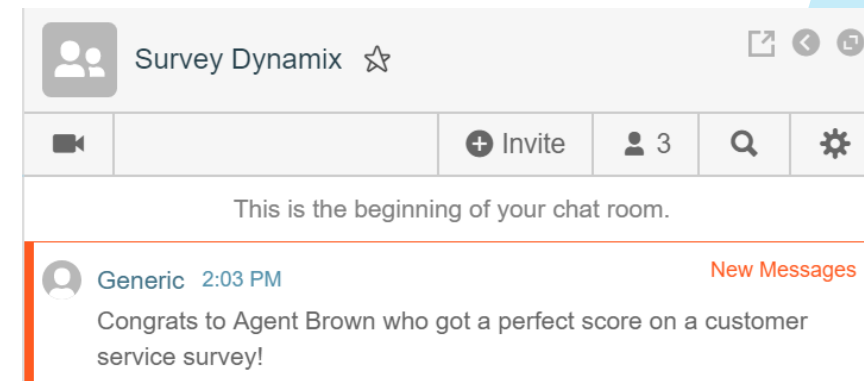 Survey Dynamix
Invite
3
This is the beginning of your chat room.
Generic 2:03 PM
New Messages
Congrats to Agent Brown who got a perfect score on a customer
service survey!